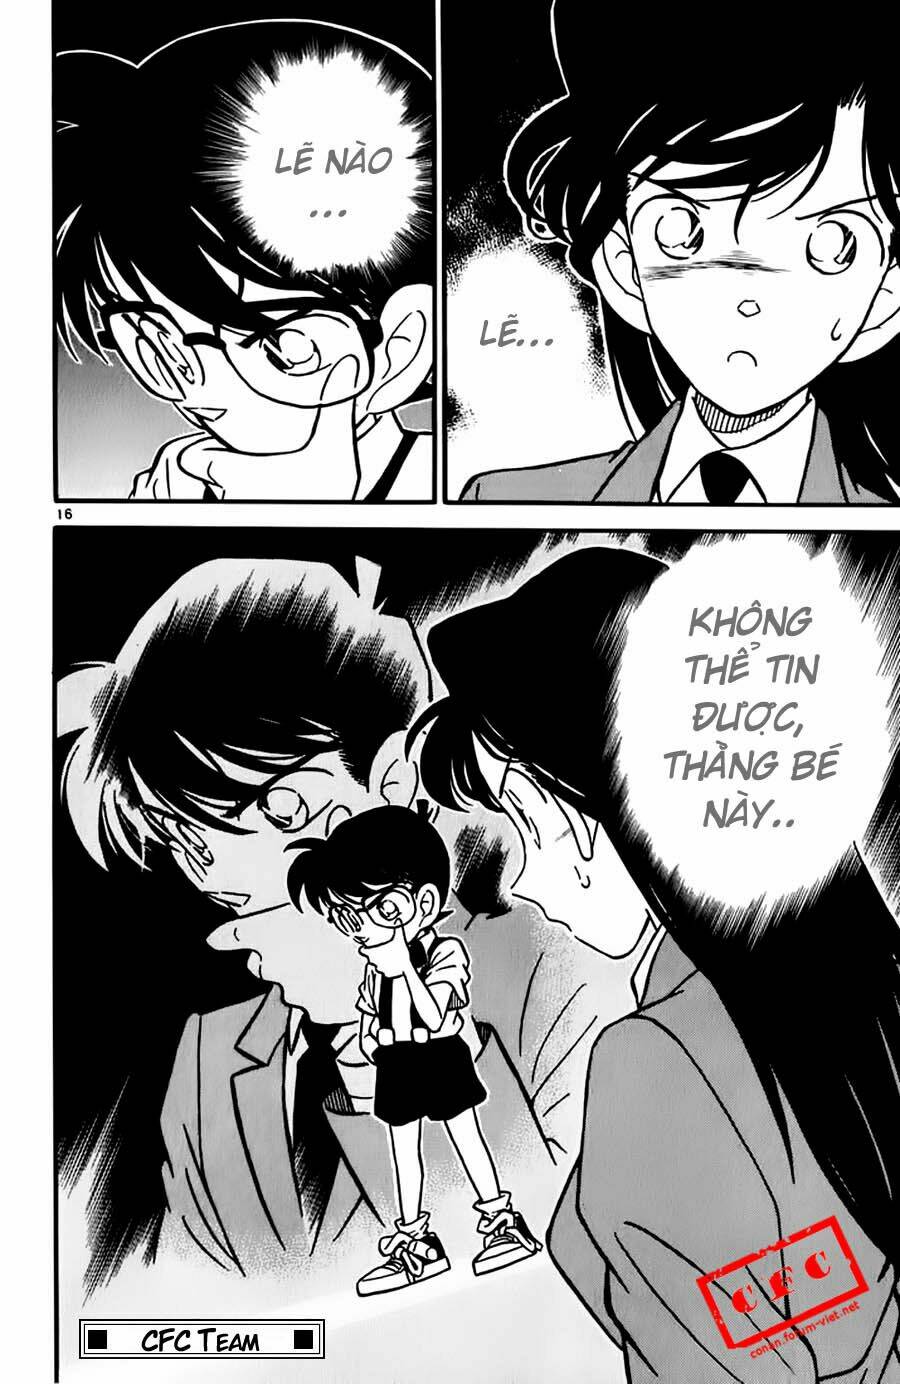 LẼ...
LẼ NÀO
...
16
KHÔNG
THỂ TIN
ĐƯỢC,
THẰNG BÉ
NÀY..
CFC
conan.forum-viet.net
CFC TEAM